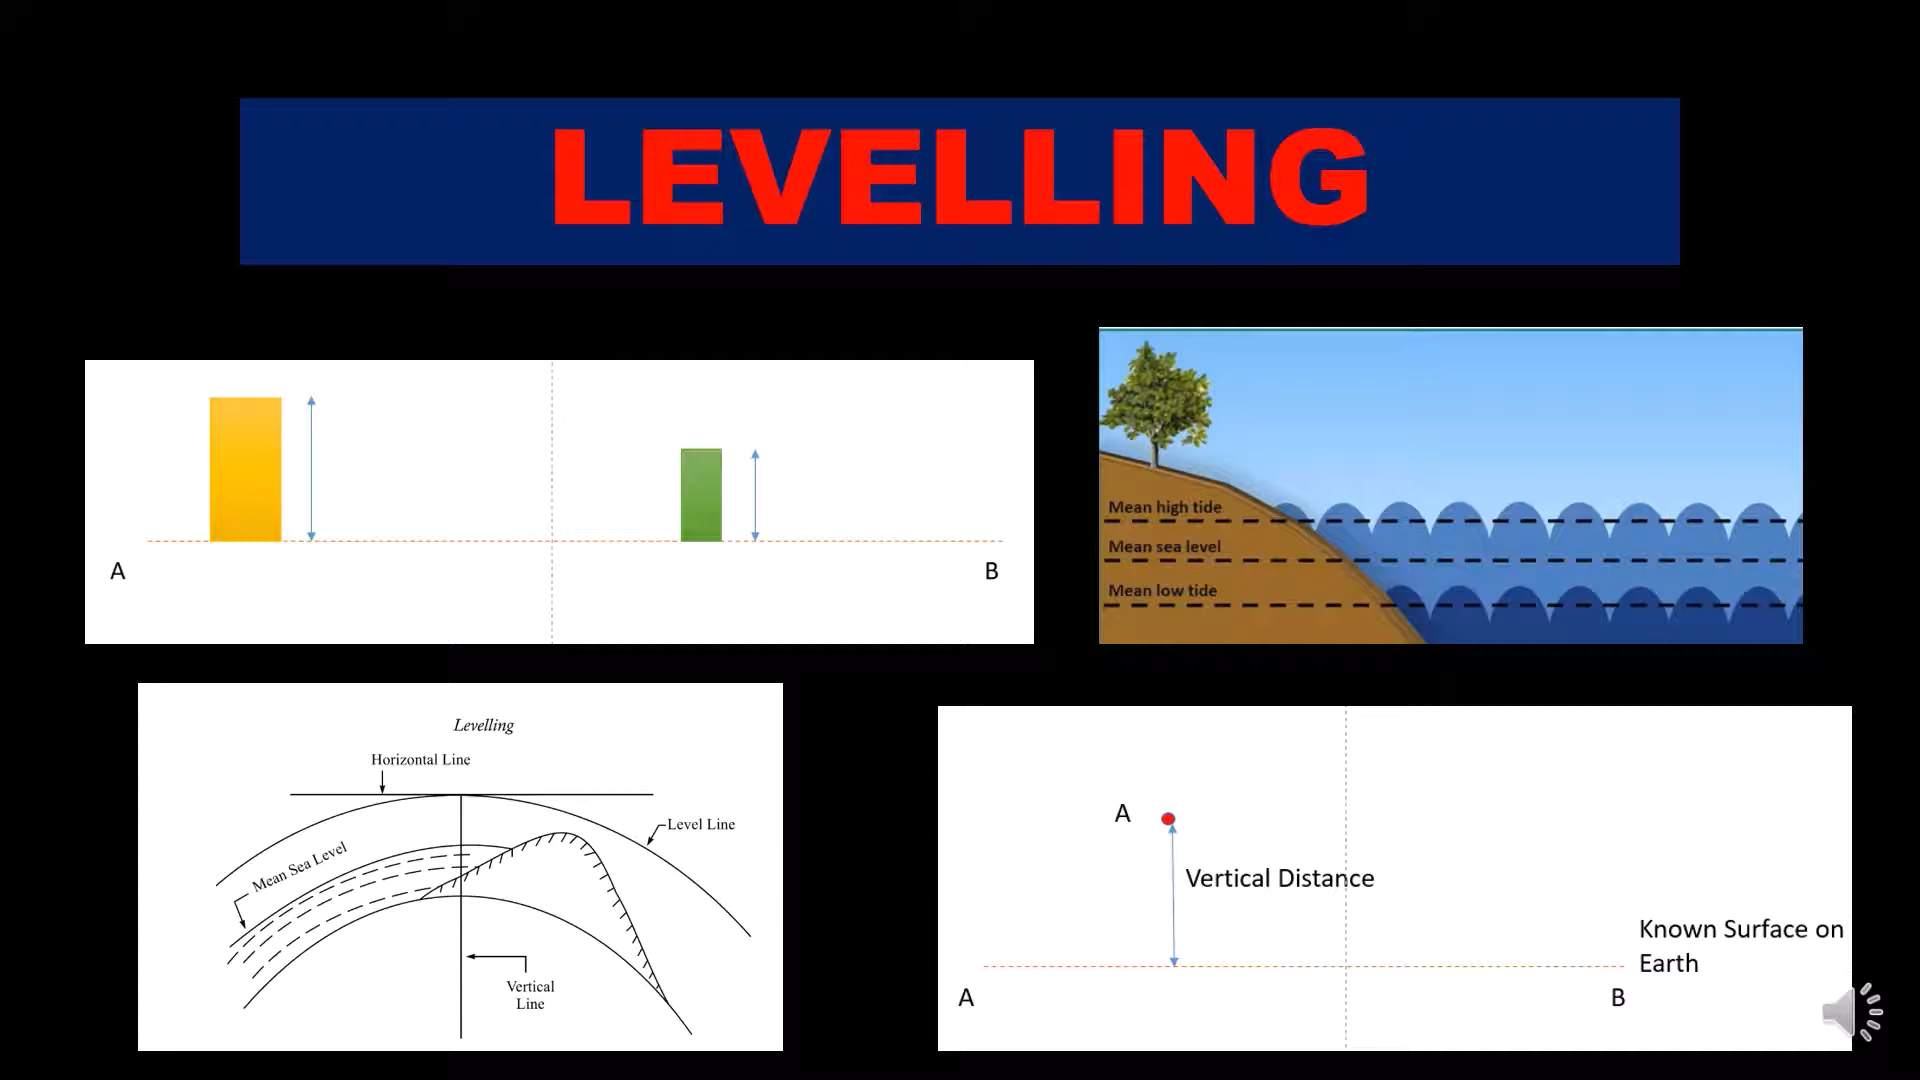 LEVELLING
A
B
Mean high tide
Mean sea level
Mean low tide
Levelling
Horizontal Line
Level Line
Mean Sea Level
Vertical
Line
A
Vertical Distance
Known Surface on
Earth
A
B